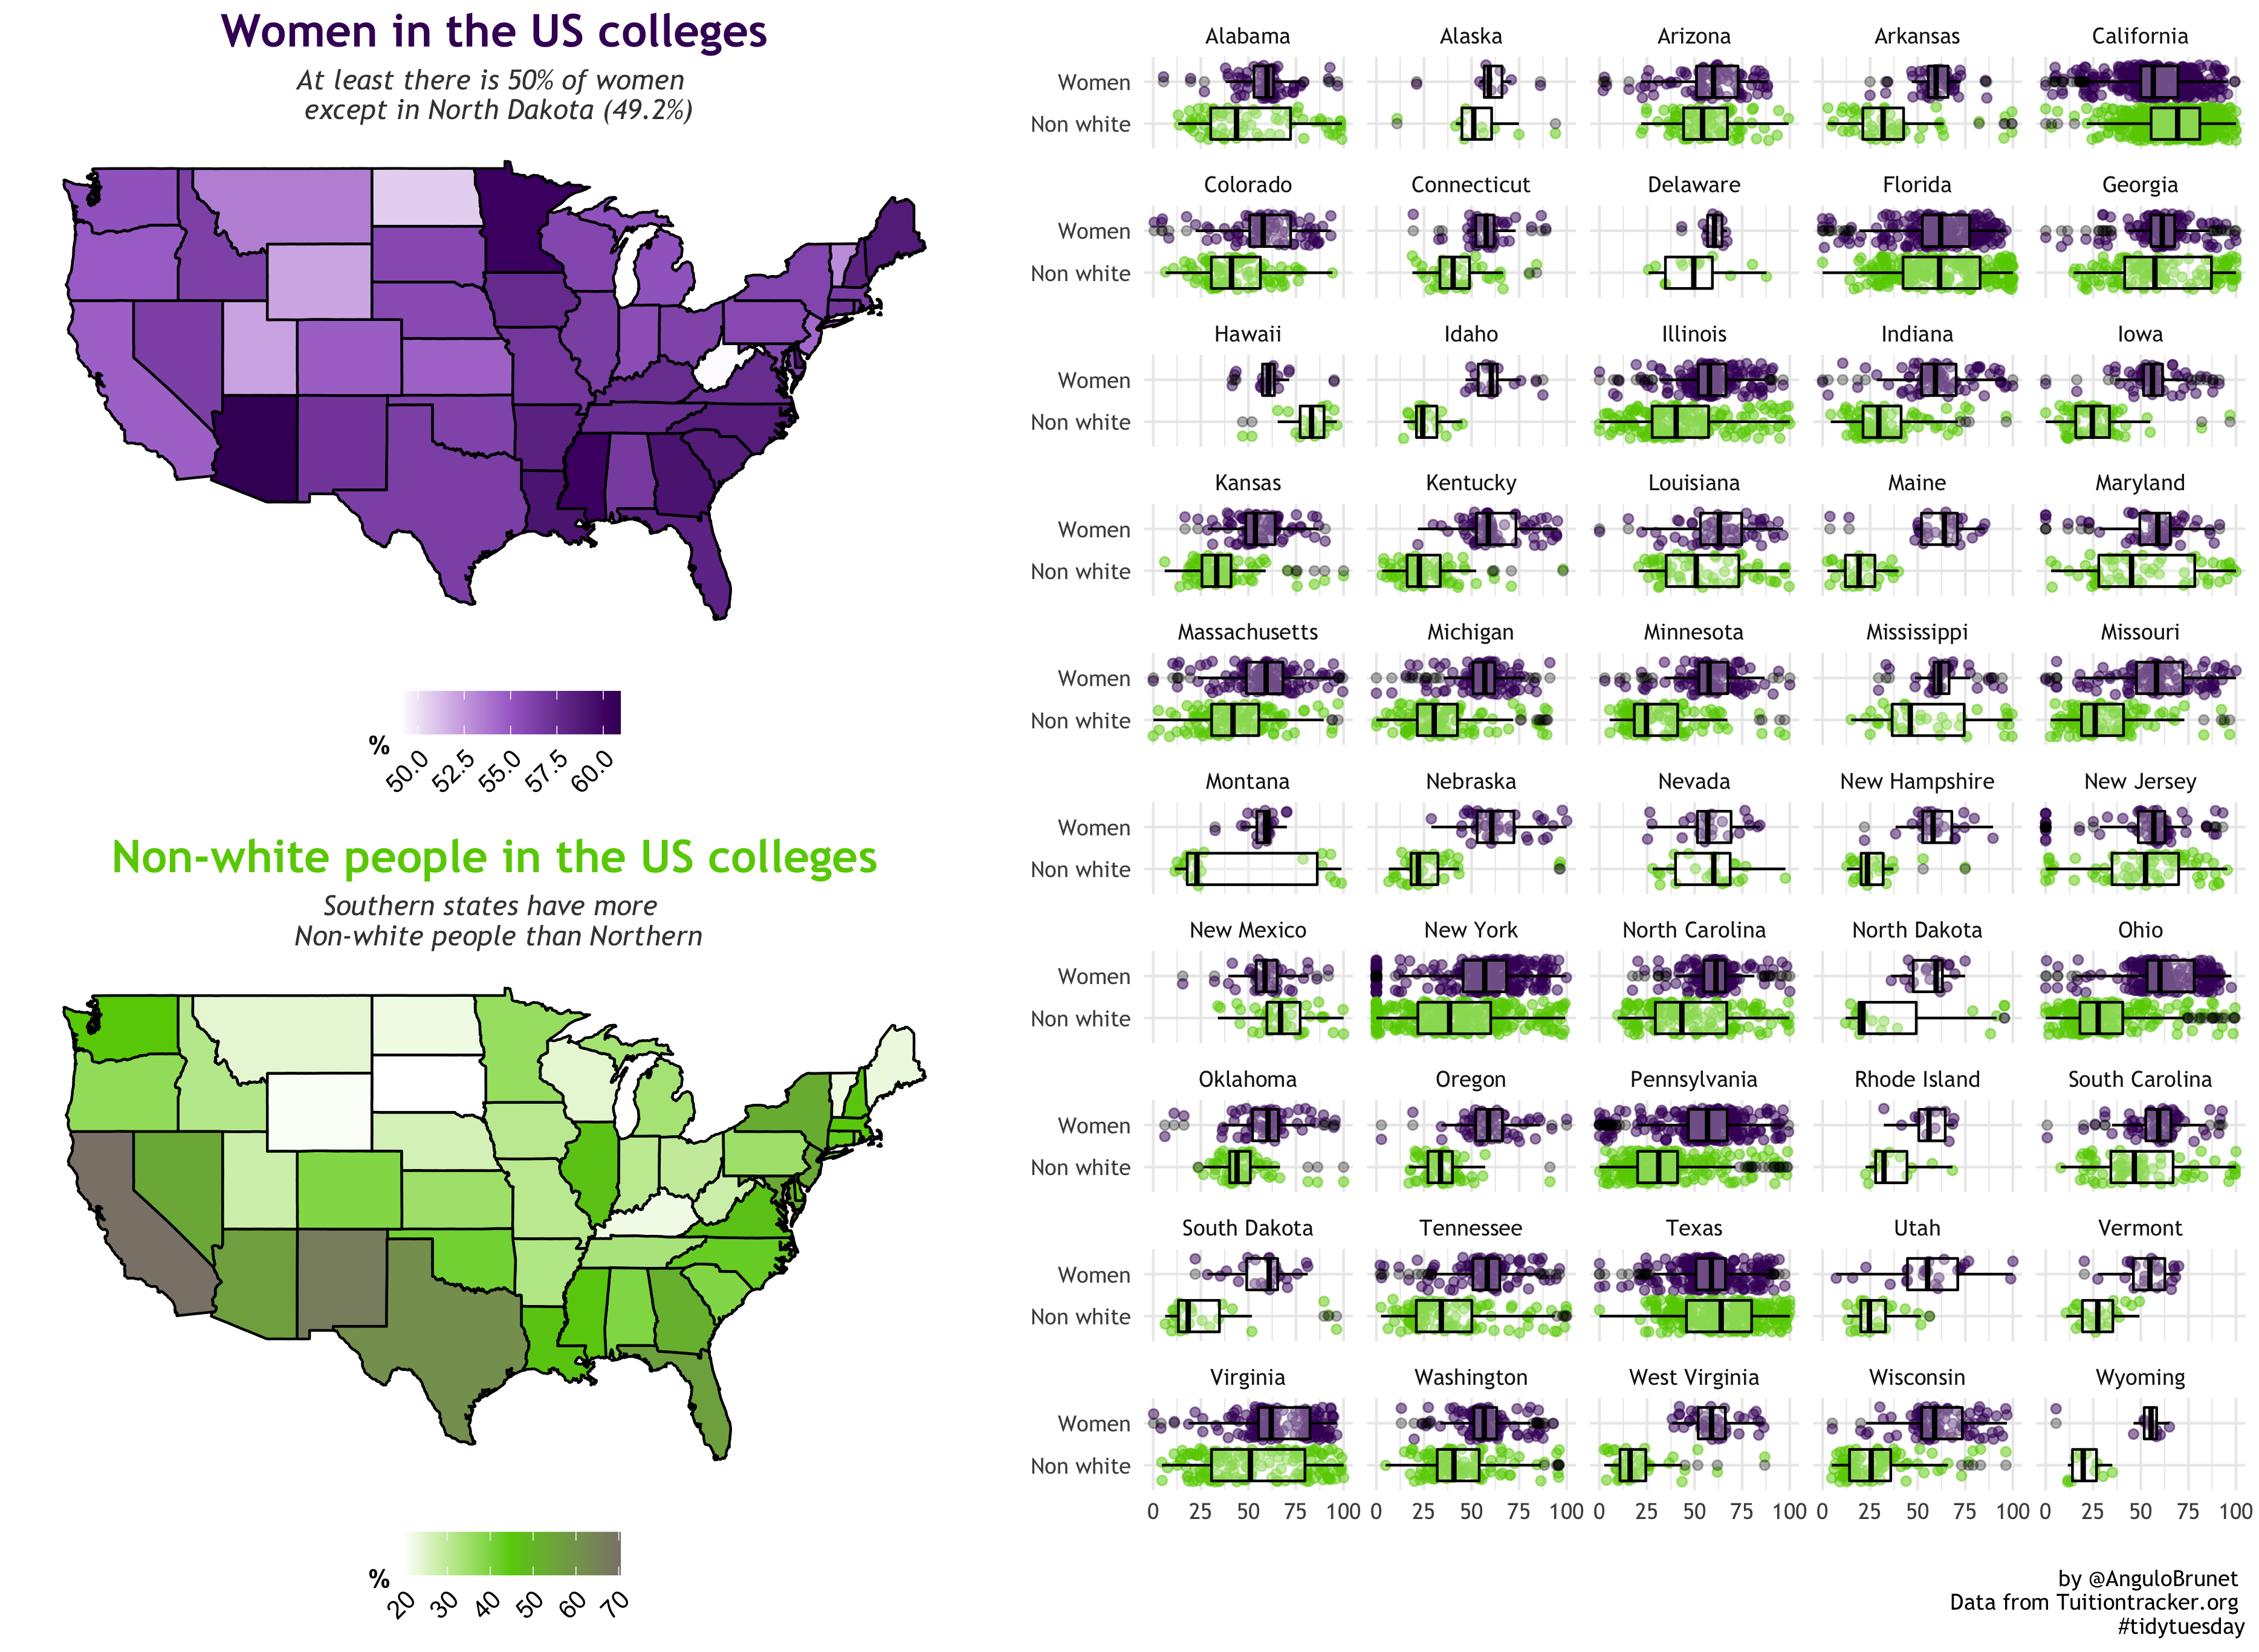 Women in the US colleges
At least there is 50% of women
except in North Dakota (49.2%)
%
50.0 52.5 55.0 57.5 60.0
Non-white people in the US colleges
Southern states have more
Non-white people than Northern
%
20 30 40 50 60 70
Alabama Alaska Arizona Arkansas California
Women
Non white
Colorado Connecticut Delaware Florida Georgia
Women
Non white
Hawaii Idaho Illinois Indiana Iowa
Women
Non white
Kansas Kentucky Louisiana Maine Maryland
Women
Non white
Massachusetts Michigan Minnesota Mississippi Missouri
Women
Non white
Montana Nebraska Nevada New Hampshire New Jersey
Women
Non white
New Mexico New York North Carolina North Dakota Ohio
Women
Non white
Oklahoma Oregon Pennsylvania Rhode Island South Carolina
Women
Non white
South Dakota Tennessee Texas Utah Vermont
Women
Non white
Virginia Washington West Virginia Wisconsin Wyoming
Women
Non white
0 25 50 75 100 0 25 50 75 100 0 25 50 75 100 0 25 50 75 100 0 25 50 75 100
by @AnguloBrunet
Data from Tuitiontracker.org
#tidytuesday